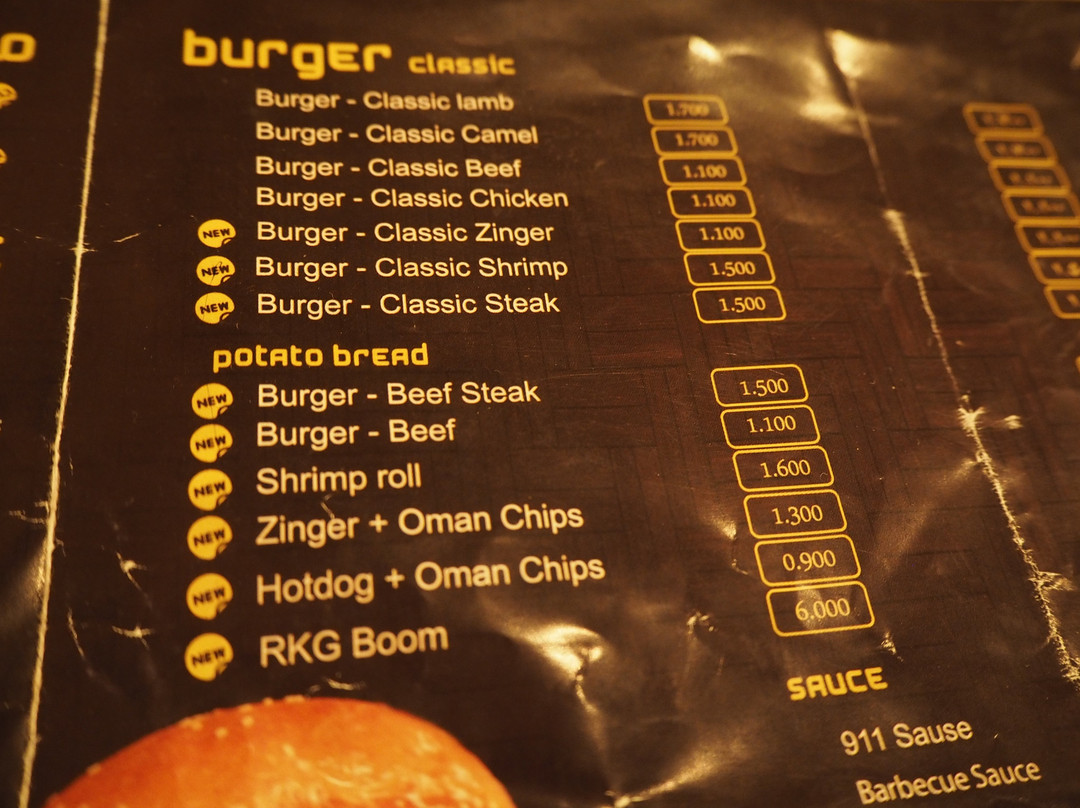 burger classic
Burger - Classic lamb 1.700
Burger - Classic Camel 1.700
Burger - Classic Beef 1.100
Burger - Classic Chicken 1.100
NEW Burger - Classic Zinger 1.100
NEW Burger - Classic Shrimp 1.500
NEW Burger - Classic Steak 1.500
potato bread
NEW Burger - Beef Steak 1.500
NEW Burger - Beef 1.100
NEW Shrimp roll 1.600
NEW Zinger + Oman Chips 1.300
NEW Hotdog + Oman Chips 0.900
NEW RKG Boom 6.000
SAUCE
911 Sause
Barbecue Sauce